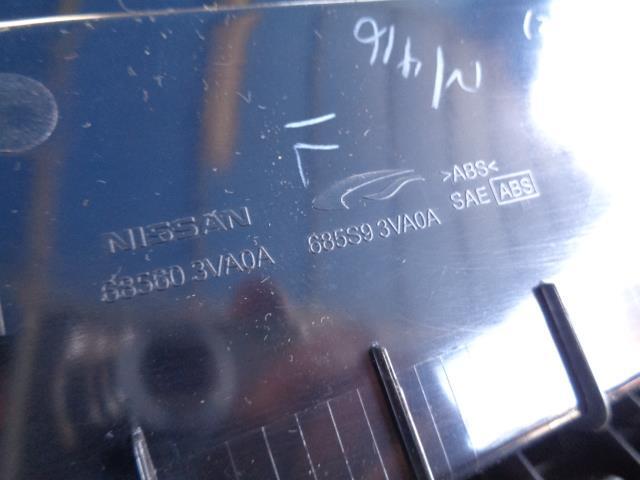 NISSAN
68560 3VA0A
685S9 3VA0A
>ABS<
SAE ABS